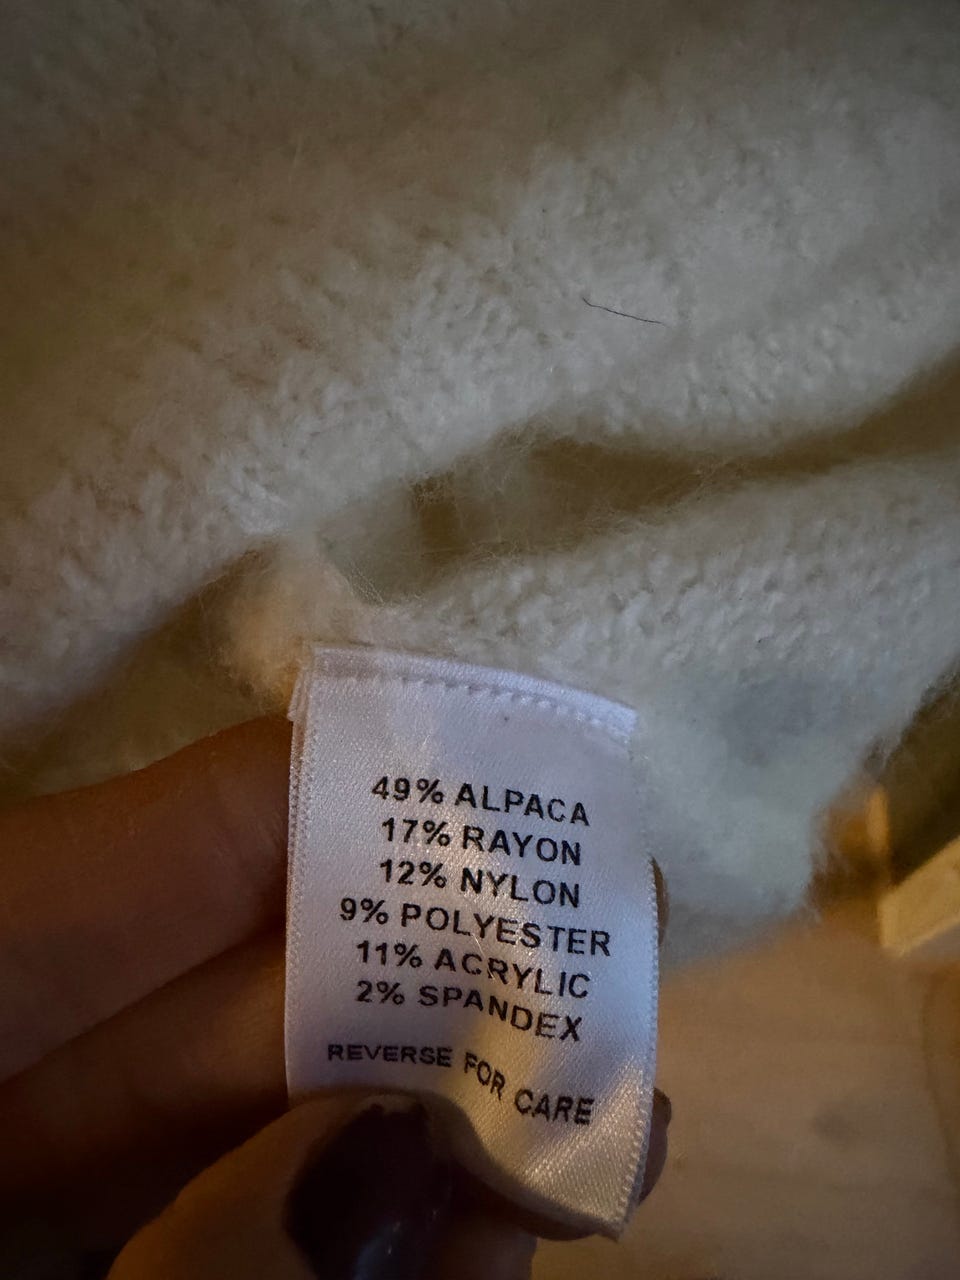 49% ALPACA
17% RAYON
12% NYLON
9% POLYESTER
11% ACRYLIC
2% SPANDEX
REVERSE FOR CARE